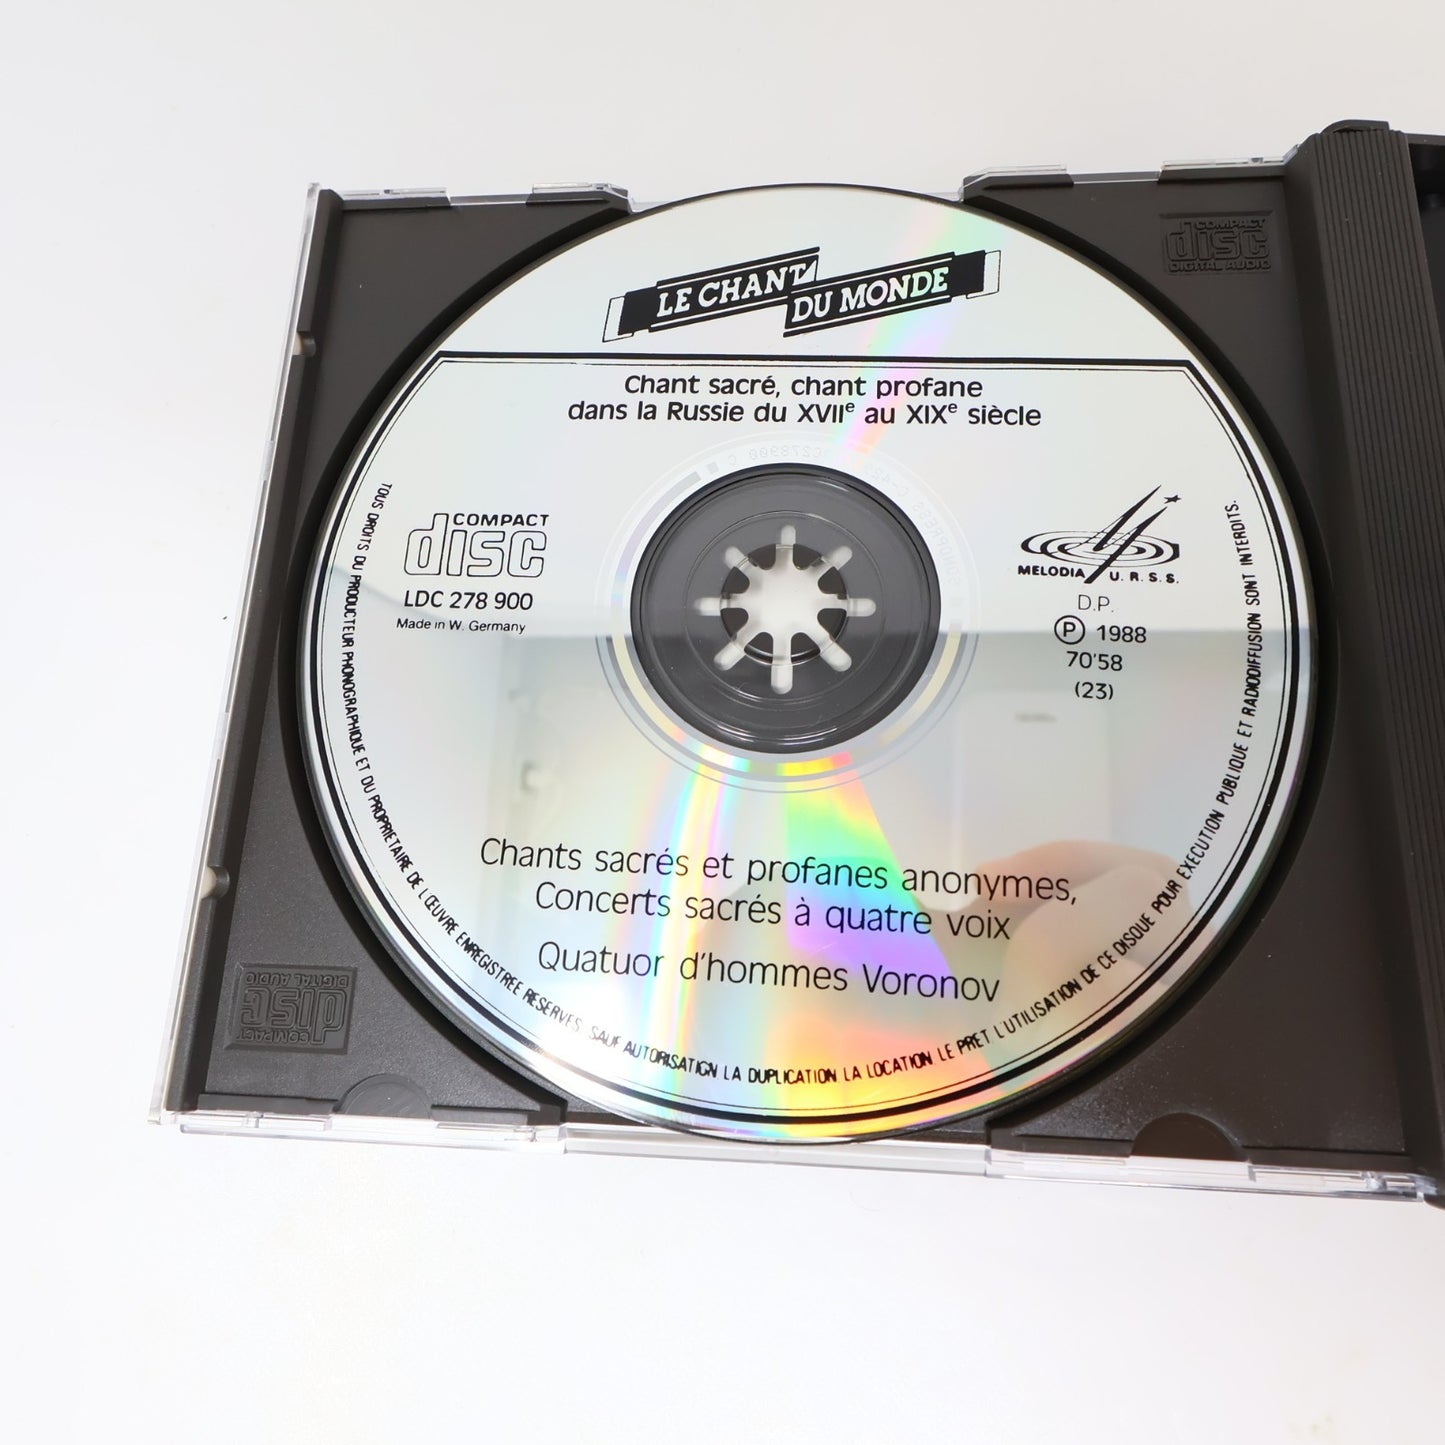 LE CHANT
DU MONDE
Chant sacré, chant profane
dans la Russie du XVIIe au XIXe siècle
COMPACT
disc
LDC 278 900
Made in W. Germany
MELODIA U.R.S.S.
D.P.
Ⓟ 1988
70'58
(23)
Chants sacrés et profanes anonymes,
Concerts sacrés à quatre voix
Quatuor d'hommes Voronov
TOUS DROITS DU PRODUCTEUR PHONOGRAPHIQUE ET DU PROPRIETAIRE DE L'ŒUVRE ENREGISTREE RESERVES. SAUF AUTORISATION LA DUPLICATION LA LOCATION LE PRET L'UTILISATION DE CE DISQUE POUR EXECUTION PUBLIQUE ET RADIODIFFUSION SONT INTERDITS.
COMPACT
disc
DIGITAL AUDIO
COMPACT
disc
DIGITAL AUDIO